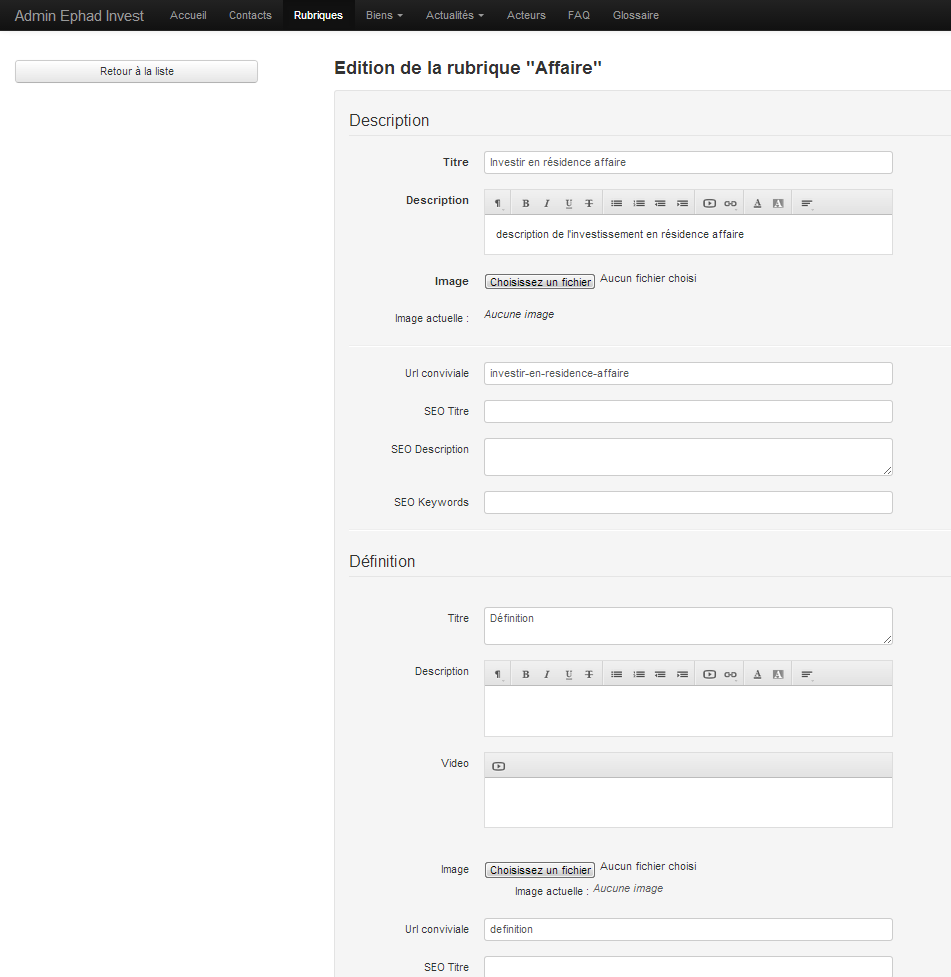 Admin Ephad Invest Accueil Contacts Rubriques Biens Actualités Acteurs FAQ Glossaire
Retour à la liste
Edition de la rubrique "Affaire"
Description
Titre Investir en résidence affaire
Description ¶ B I U T A A
description de l'investissement en résidence affaire
Image Choisissez un fichier Aucun fichier choisi
Image actuelle : Aucune image
Url conviviale investir-en-residence-affaire
SEO Titre
SEO Description
SEO Keywords
Définition
Titre Définition
Description ¶ B I U T A A
Video
Image Choisissez un fichier Aucun fichier choisi
Image actuelle : Aucune image
Url conviviale definition
SEO Titre